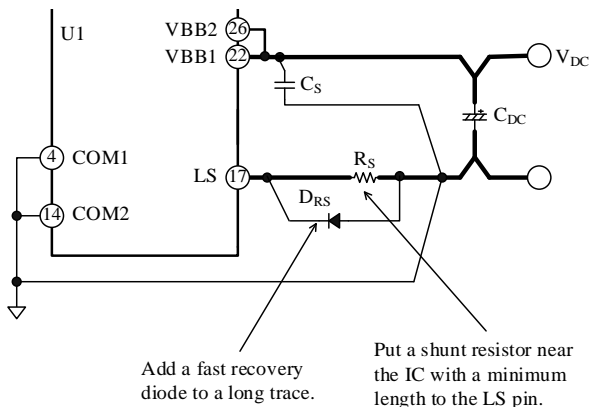 U1
VBB2
26
VBB1
22
VDC
CS
CDC
4
COM1
LS
17
RS
DRS
14
COM2
Add a fast recovery
diode to a long trace.
Put a shunt resistor near
the IC with a minimum
length to the LS pin.